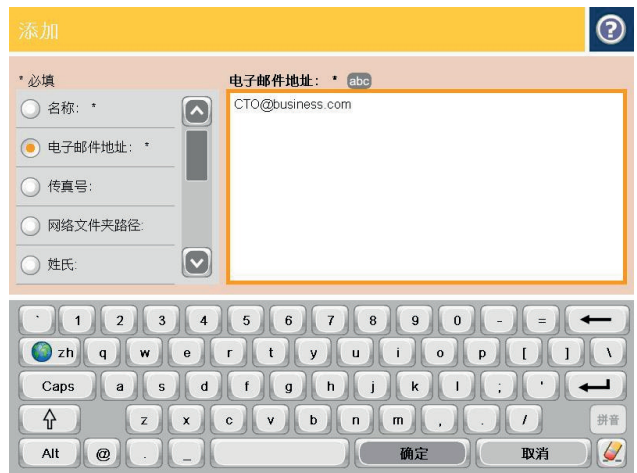 添加
?
* 必填
电子邮件地址: * abc
名称: *
CTO@business.com
电子邮件地址: *
传真号:
网络文件夹路径:
姓氏:
` 1 2 3 4 5 6 7 8 9 0 - =
zh q w e r t y u i o p [ ] \
Caps a s d f g h j k l ; '
z x c v b n m , . / 拼音
Alt @ . _ 确定 取消